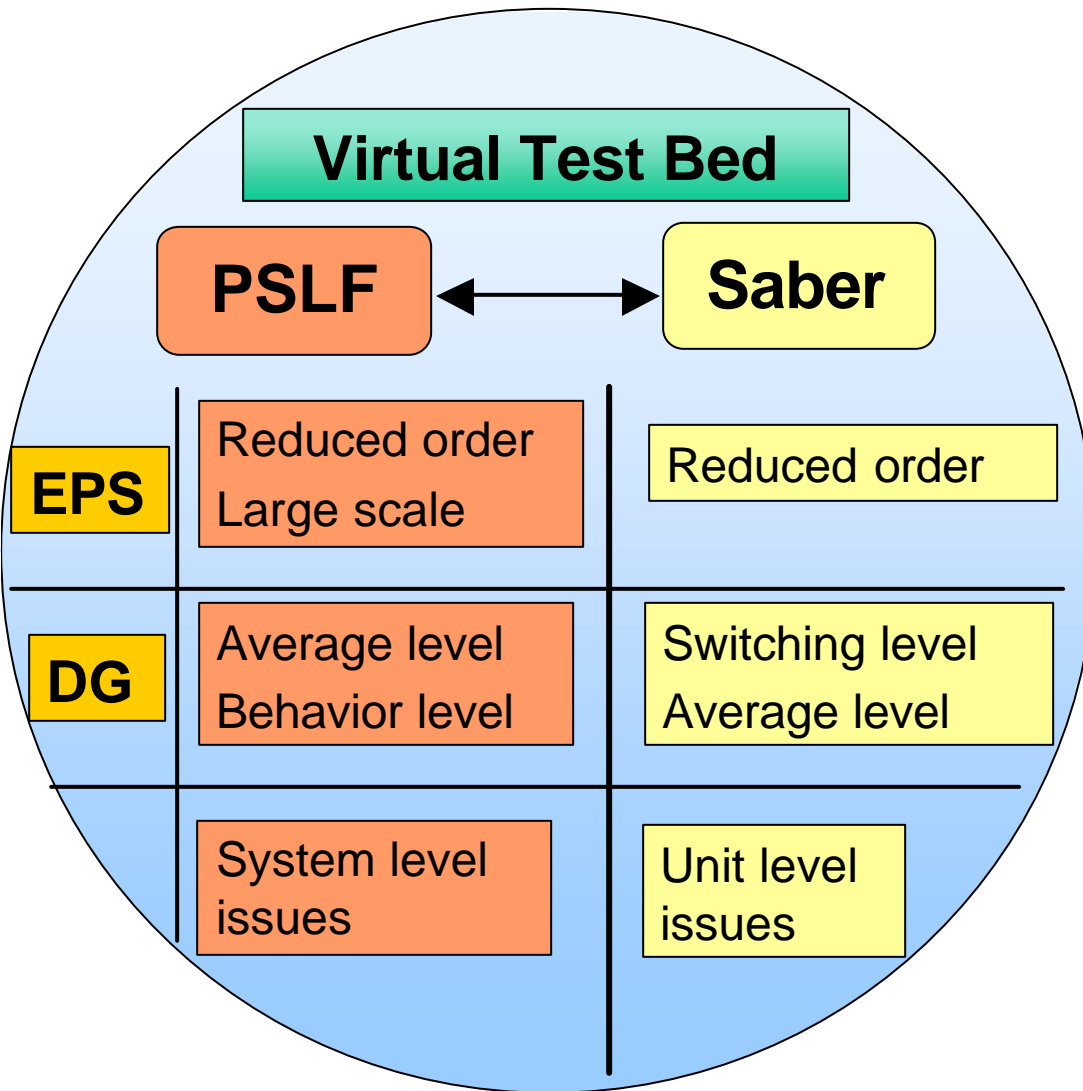 Virtual Test Bed
PSLF
Saber
EPS
Reduced order
Large scale
Reduced order
DG
Average level
Behavior level
Switching level
Average level
System level
issues
Unit level
issues